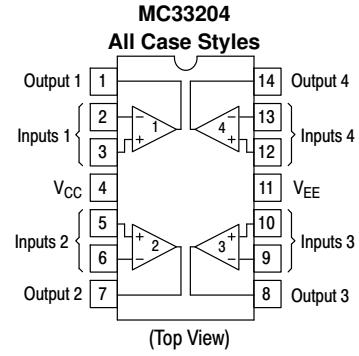 MC33204
All Case Styles
Output 1 1 14 Output 4
2 − − 13
Inputs 1 1 4 Inputs 4
3 + + 12
VCC 4 11 VEE
5 + + 10
Inputs 2 2 3 Inputs 3
6 − − 9
Output 2 7 8 Output 3
(Top View)